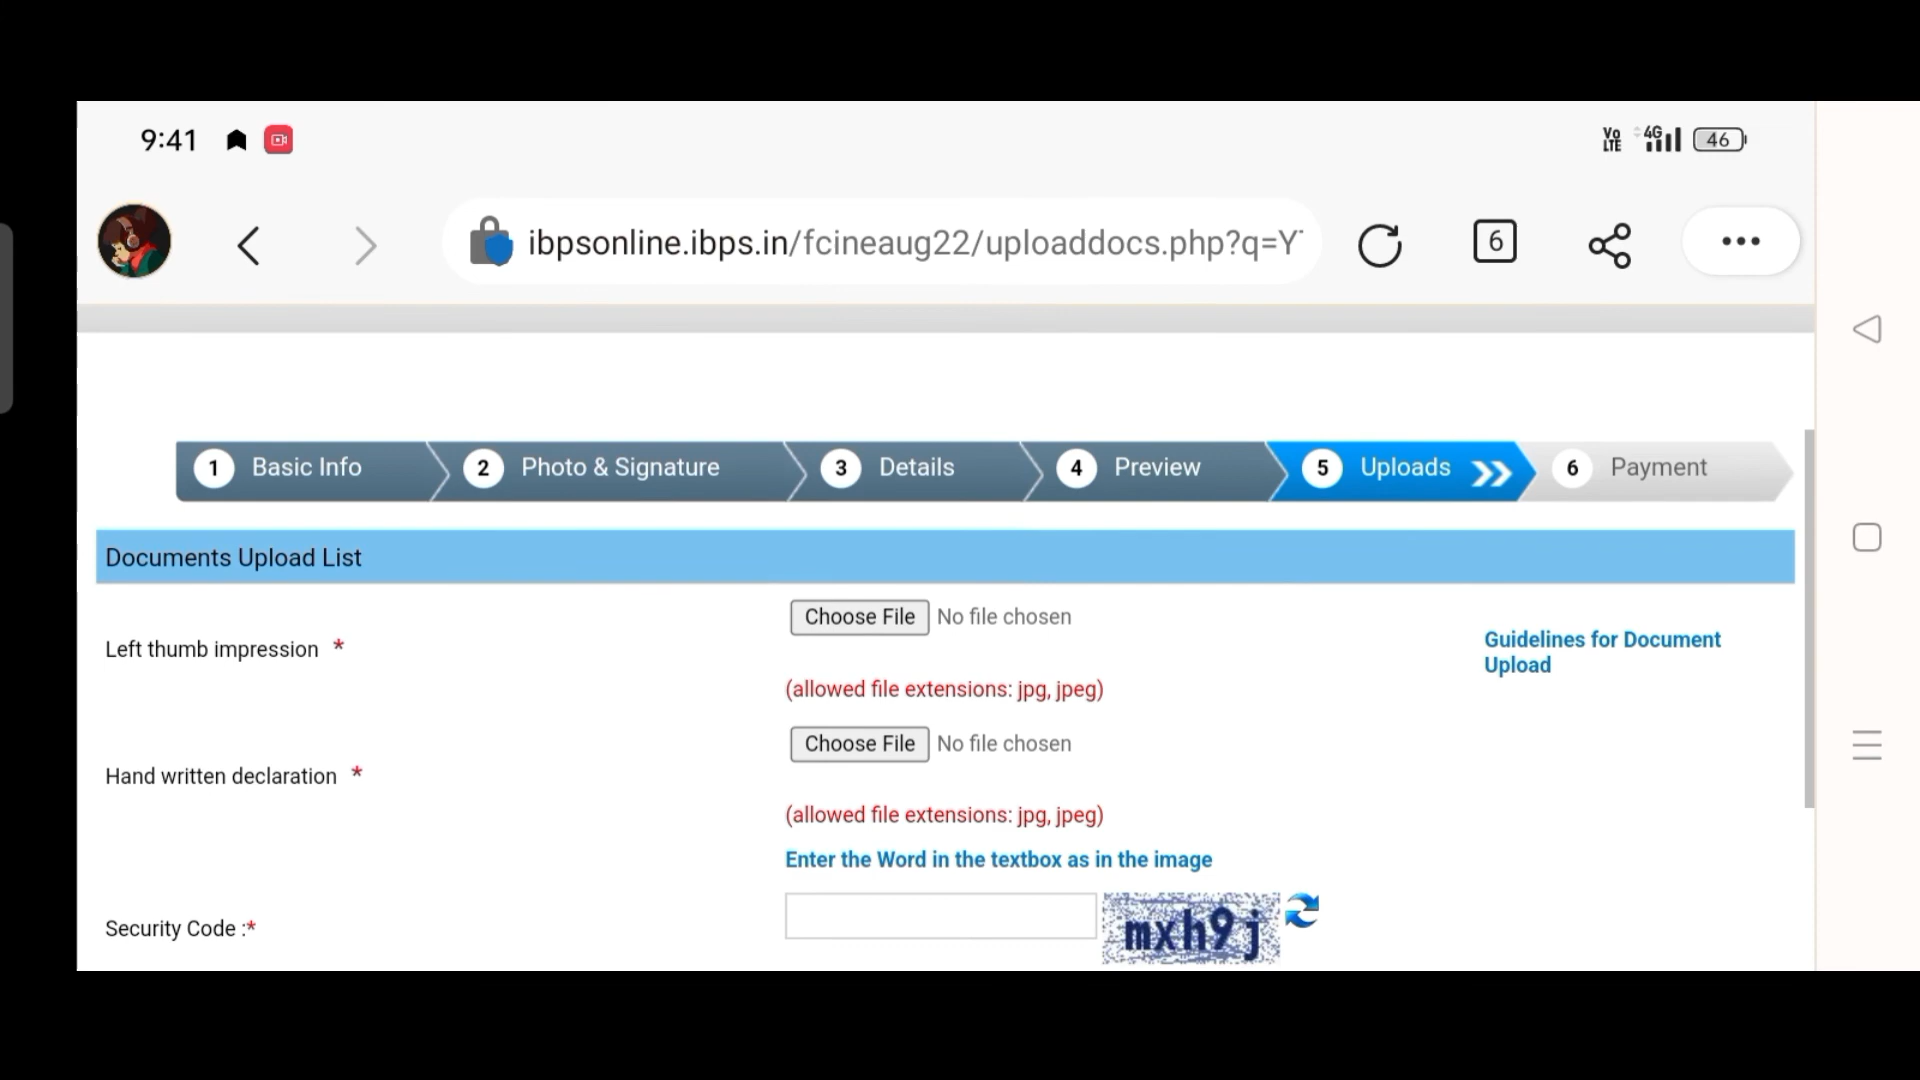 9:41
Vo LTE 4G 46
ibpsonline.ibps.in/fcineaug22/uploaddocs.php?q=Y
6
1 Basic Info 2 Photo & Signature 3 Details 4 Preview 5 Uploads 6 Payment
Documents Upload List
Choose File No file chosen
Left thumb impression *
Guidelines for Document
Upload
(allowed file extensions: jpg, jpeg)
Choose File No file chosen
Hand written declaration *
(allowed file extensions: jpg, jpeg)
Enter the Word in the textbox as in the image
Security Code :*
mxh9j